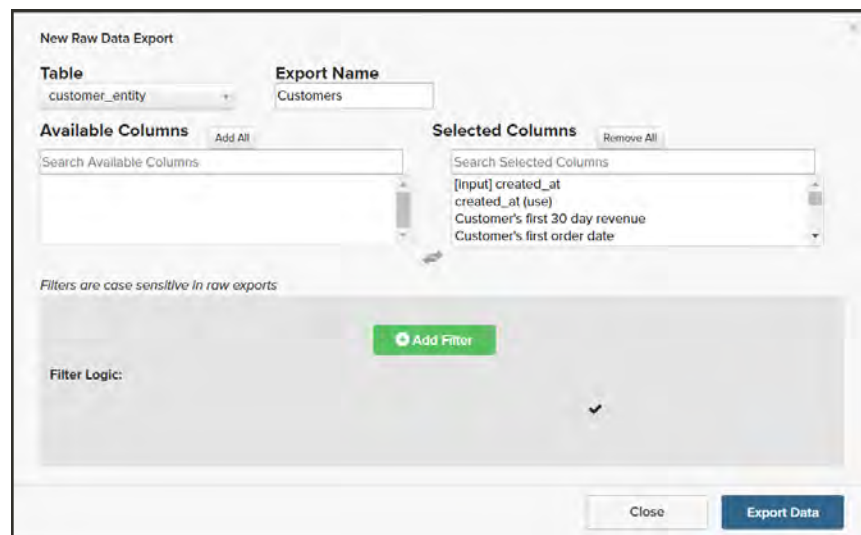 New Raw Data Export
Table
Export Name
customer_entity
Customers
Available Columns
Add All
Selected Columns
Remove All
Search Available Columns
Search Selected Columns
[input] created_at
created_at (use)
Customer's first 30 day revenue
Customer's first order date
Filters are case sensitive in raw exports
Add Filter
Filter Logic:
Close
Export Data